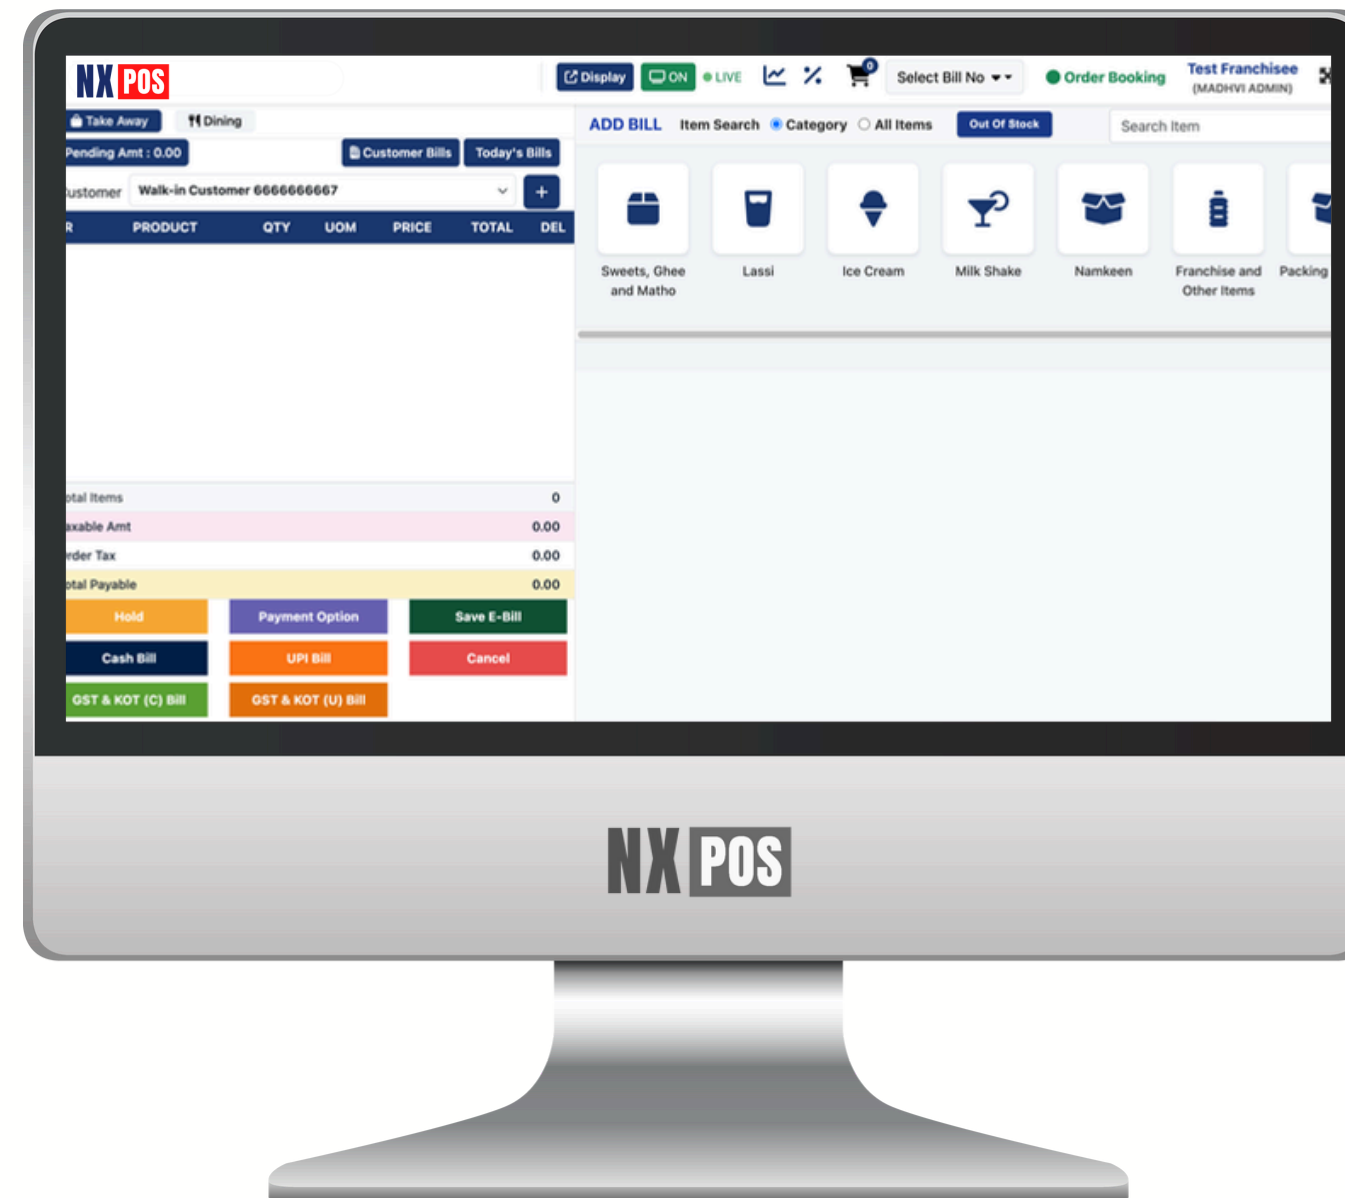 NX POS
Display ON LIVE 0 Select Bill No Order Booking Test Franchisee
(MADHVI ADMIN)
Take Away Dining
Pending Amt : 0.00 Customer Bills Today's Bills
ustomer Walk-in Customer 6666666667 +
R PRODUCT QTY UOM PRICE TOTAL DEL
otal Items 0
axable Amt 0.00
rder Tax 0.00
otal Payable 0.00
Hold Payment Option Save E-Bill
Cash Bill UPI Bill Cancel
GST & KOT (C) Bill GST & KOT (U) Bill
ADD BILL Item Search Category All Items Out Of Stock Search Item
Sweets, Ghee
and Matho
Lassi
Ice Cream
Milk Shake
Namkeen
Franchise and
Other Items
Packing
NX POS